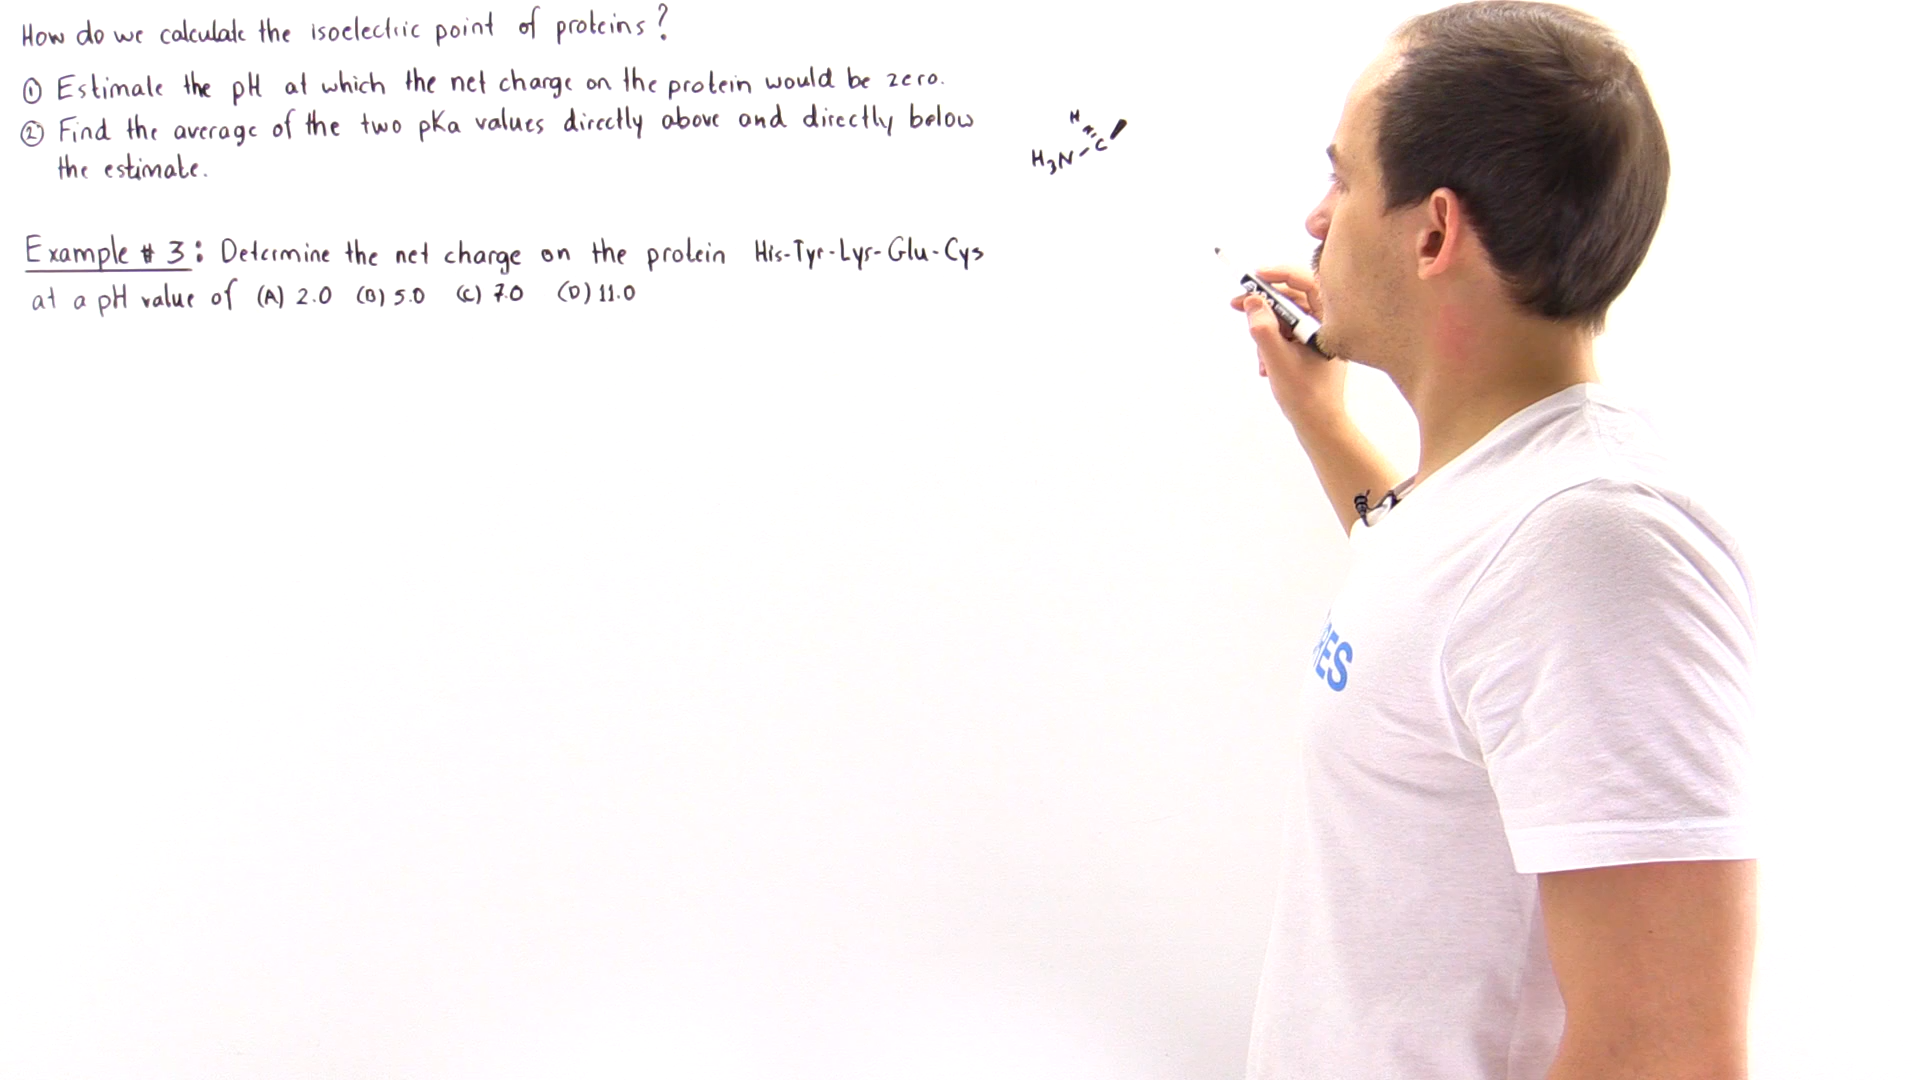 How do we calculate the isoelectric point of proteins?
① Estimate the pH at which the net charge on the protein would be zero.
② Find the average of the two pKa values directly above and directly below
the estimate.
H
H3N C
Example # 3: Determine the net charge on the protein His-Tyr-Lys-Glu-Cys
at a pH value of (A) 2.0 (B) 5.0 (C) 7.0 (D) 11.0
ES